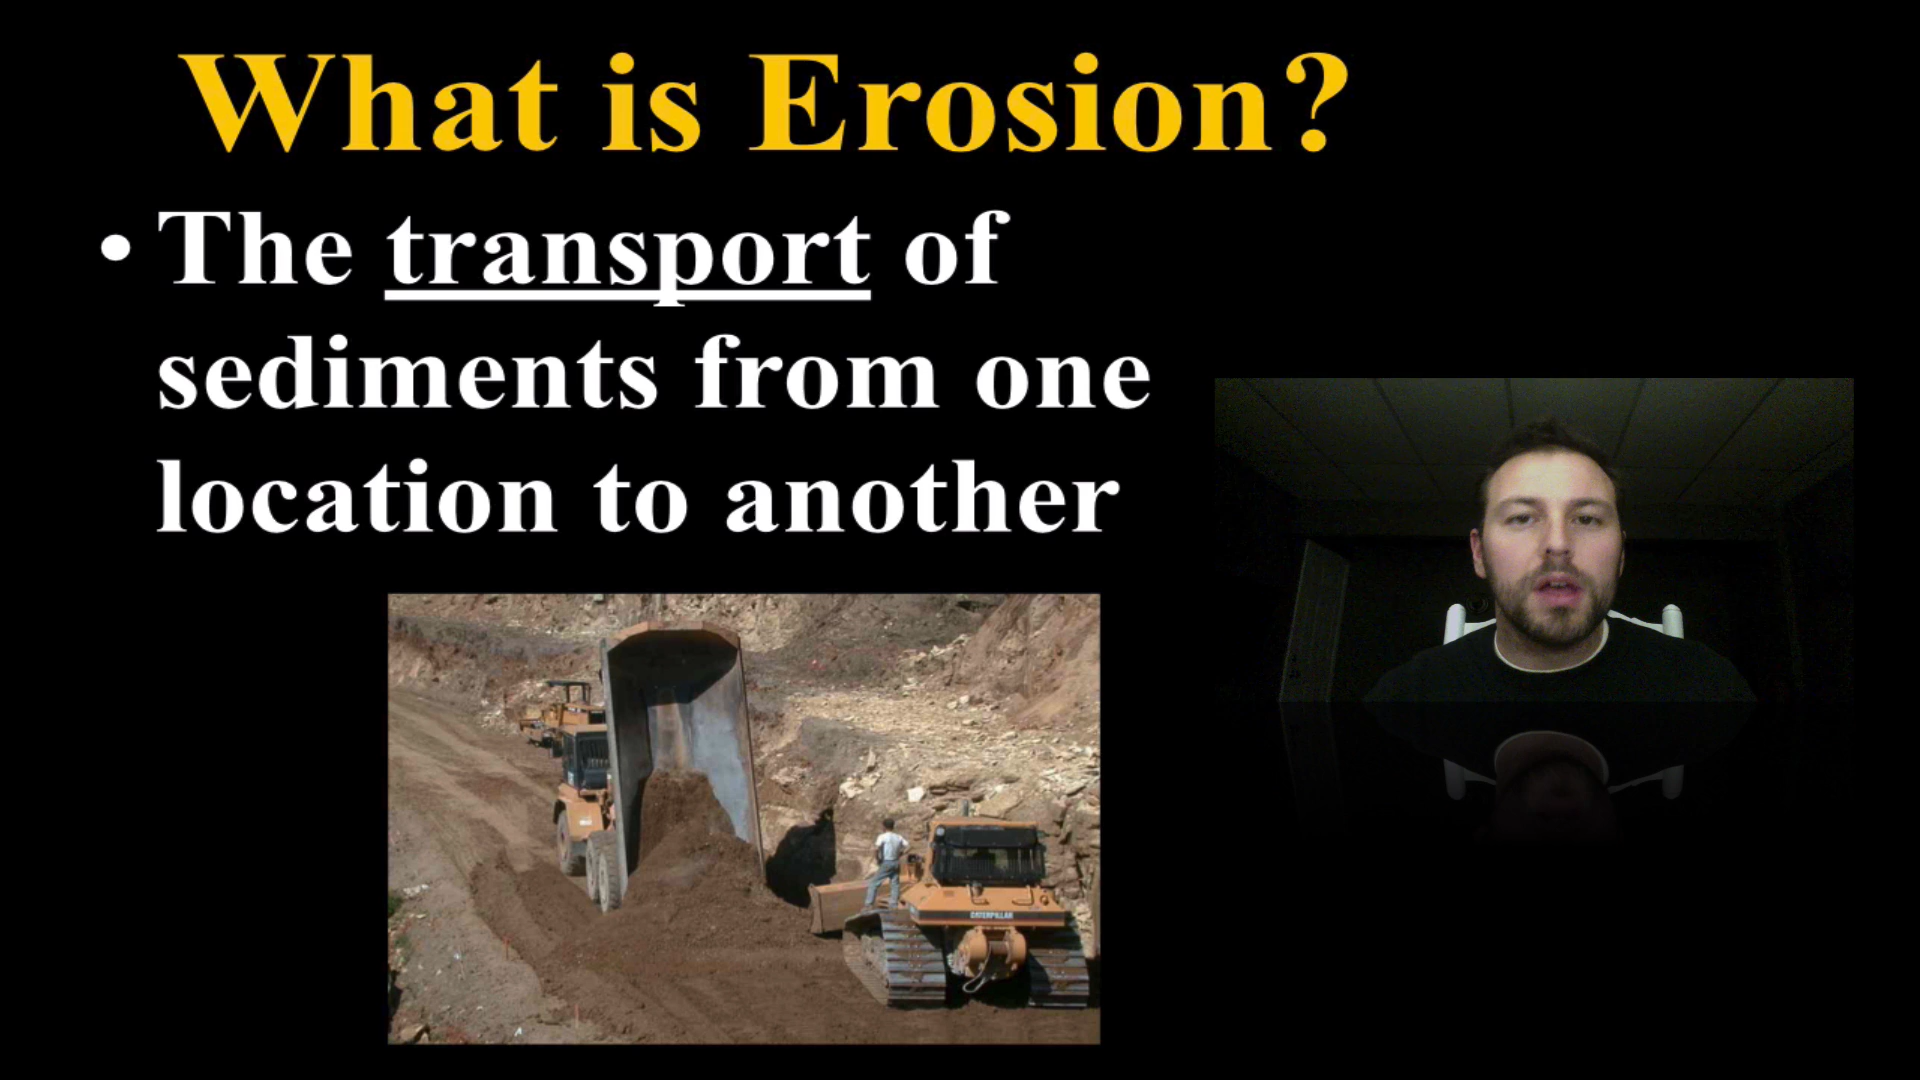 What is Erosion?
• The transport of
sediments from one
location to another
CATERPILLAR